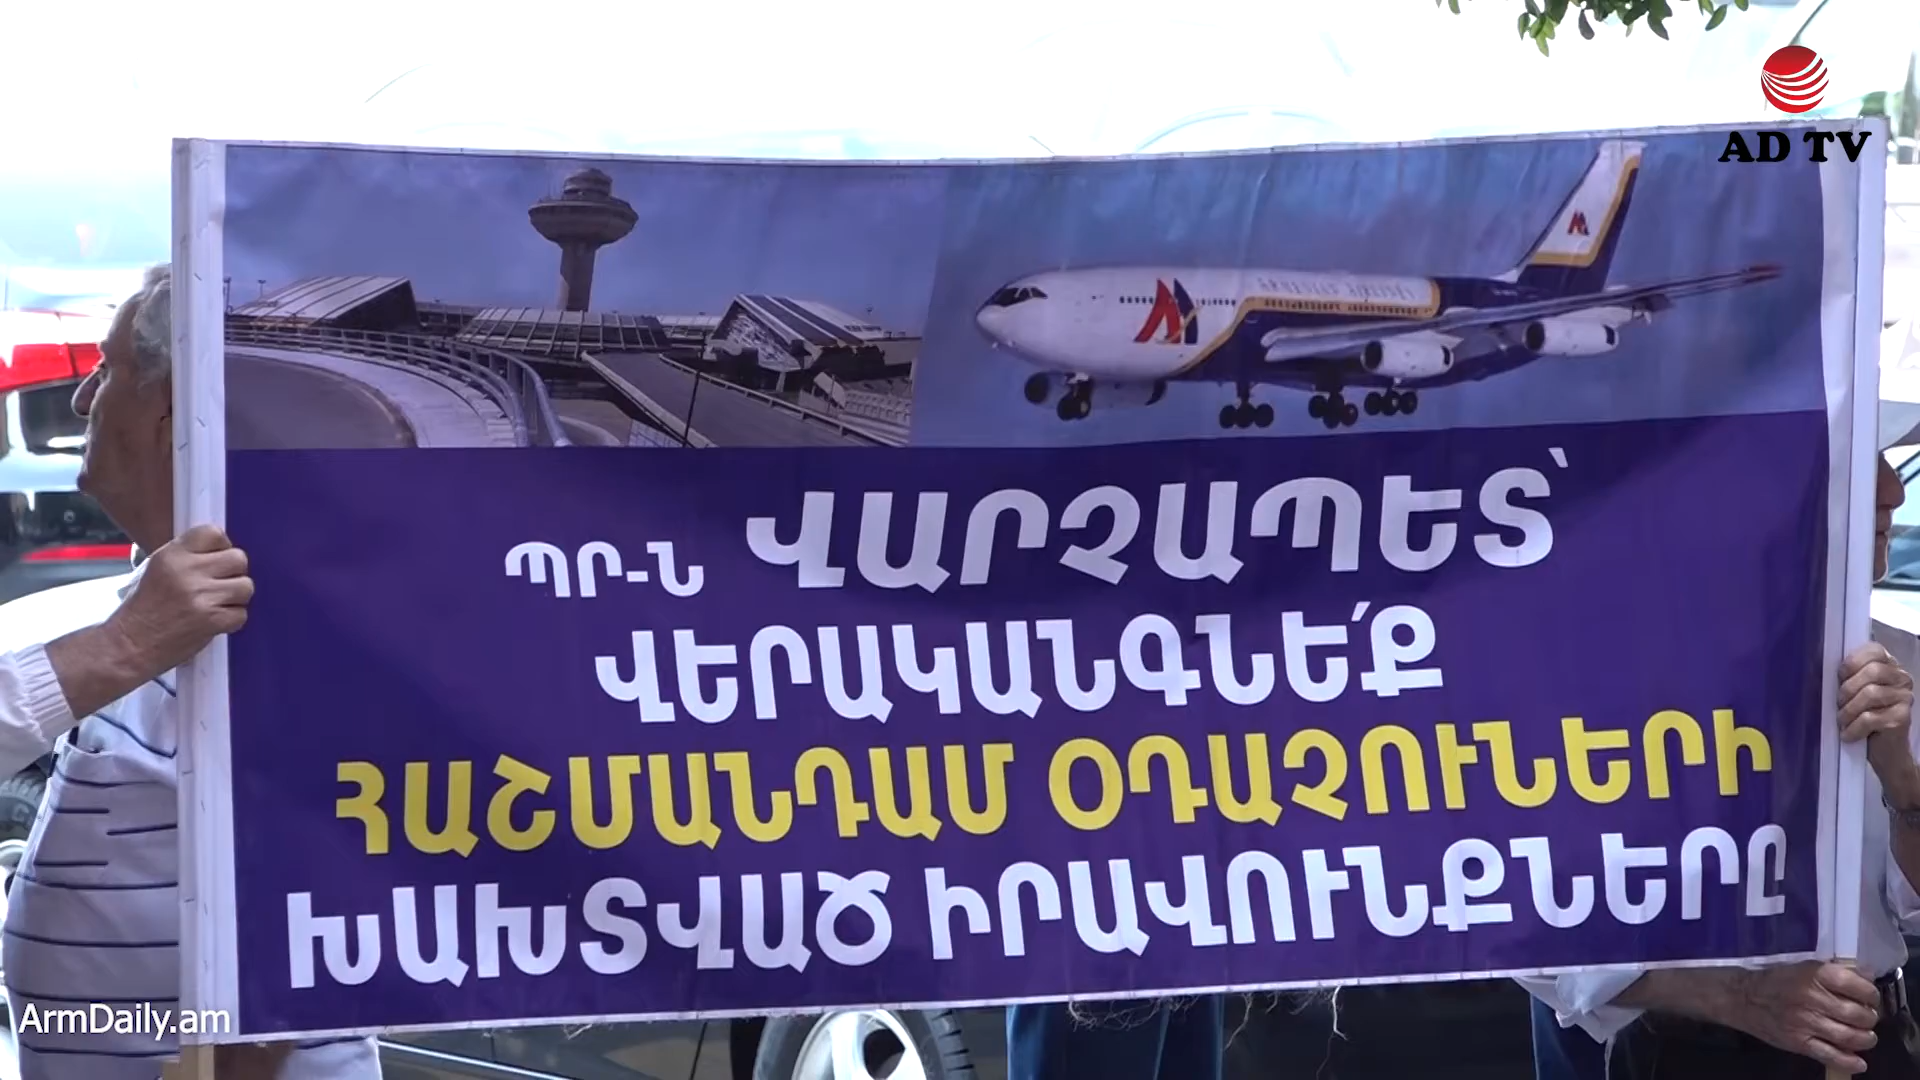 AD TV
ՊՐ-Ն ՎԱՐՉԱՊԵՏ՝
ՎԵՐԱԿԱՆԳՆԵ՛Ք
ՀԱՇՄԱՆԴԱՄ ՕԴԱՉՈՒՆԵՐԻ
ԽԱԽՏՎԱԾ ԻՐԱՎՈՒՆՔՆԵՐԸ
ArmDaily.am